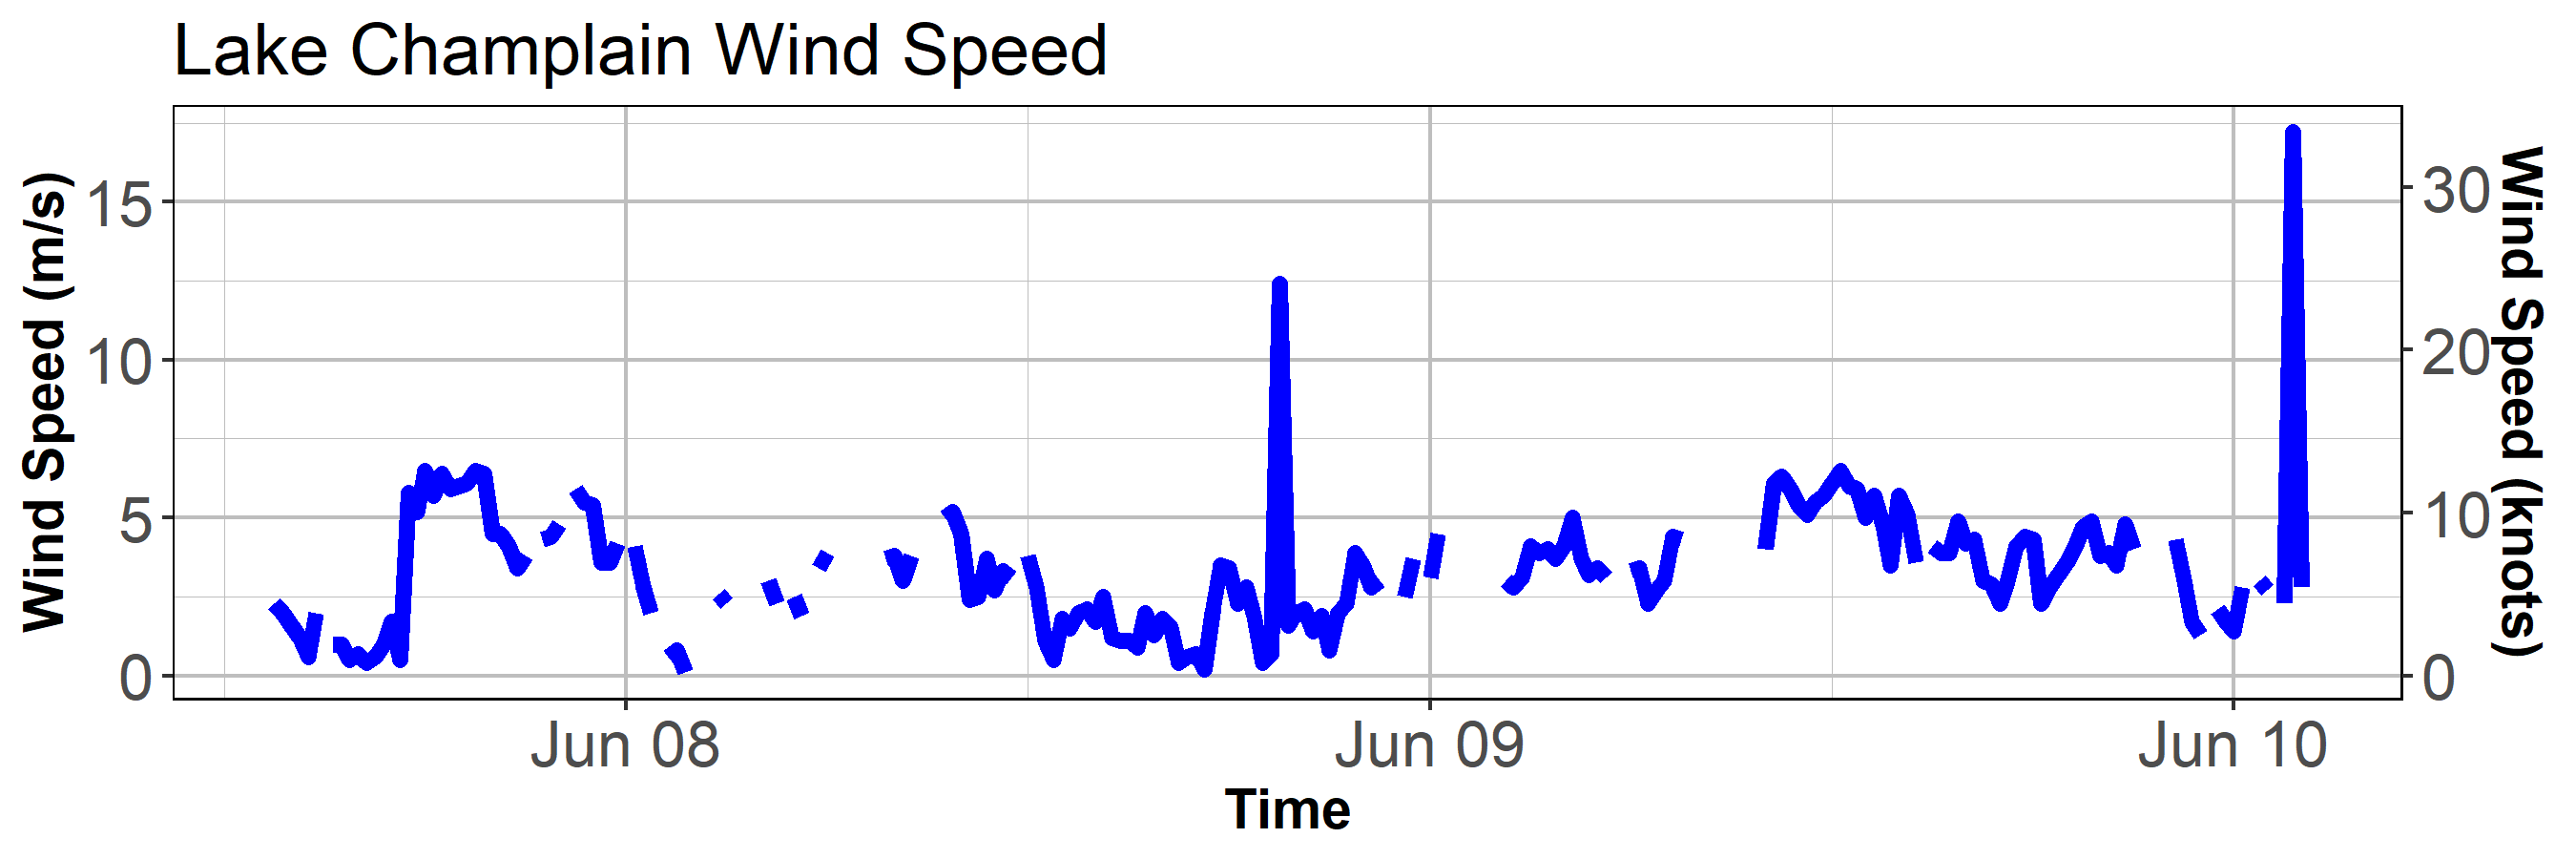 Lake Champlain Wind Speed
Wind Speed (m/s)
15
10
5
0
30
20
10
0
Wind Speed (knots)
Jun 08
Jun 09
Jun 10
Time